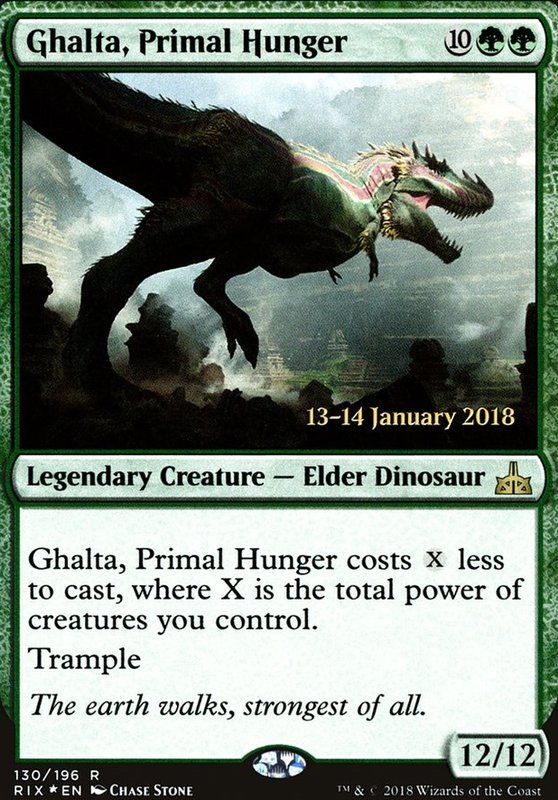 Ghalta, Primal Hunger 10
13–14 January 2018
Legendary Creature — Elder Dinosaur
Ghalta, Primal Hunger costs X less
to cast, where X is the total power of
creatures you control.
Trample
The earth walks, strongest of all.
12/12
130/196 R
RIX★EN Chase Stone
™ & © 2018 Wizards of the Coast